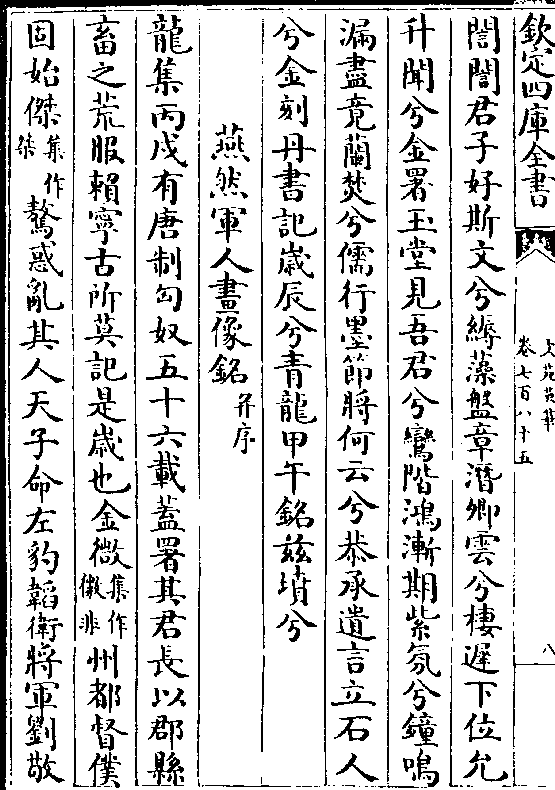 欽定四庫全書
文苑英華
卷七百八十五
八
誾誾君子好斯文兮縟藻盤章潛卿雲兮棲遲下位允
升聞兮金署玉堂見吾君兮鸞階鴻漸期紫氛兮鐘鳴
漏盡竟蘭焚兮儒行墨節將何云兮恭承遺言立石人
兮金刻丹書記歲辰兮青龍甲午銘茲墳兮
燕然軍人畫像銘并序
龍集丙戌有唐制匈奴五十六載蓋署其君長以郡縣
畜之荒服賴寧古所莫記是歲也金微集作徽非州都督僕
固始傑集作桀驁惑亂其人天子命左豹韜衛將軍劉敬